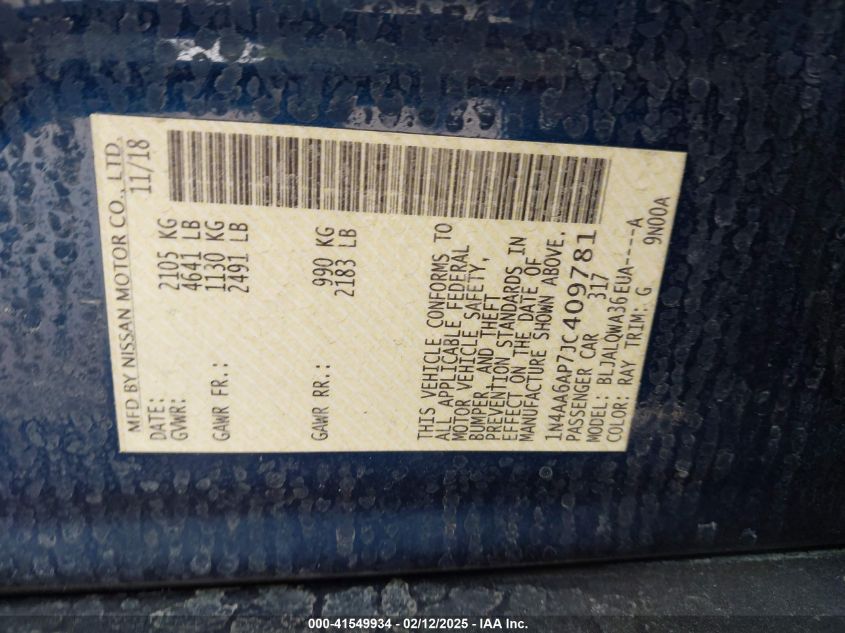 MFD BY NISSAN MOTOR CO., LTD.
DATE: 11/18
GVWR: 2105 KG
4641 LB
GAWR FR.: 1130 KG
2491 LB
GAWR RR.: 990 KG
2183 LB
THIS VEHICLE CONFORMS TO
ALL APPLICABLE FEDERAL
MOTOR VEHICLE SAFETY,
BUMPER, AND THEFT
PREVENTION STANDARDS IN
EFFECT ON THE DATE OF
MANUFACTURE SHOWN ABOVE.
1N4AA6AP7JC409781
PASSENGER CAR 317
MODEL: BLJALQWA36EUA----A
COLOR: RAY TRIM: G 9N00A
000-41549934 - 02/12/2025 - IAA Inc.